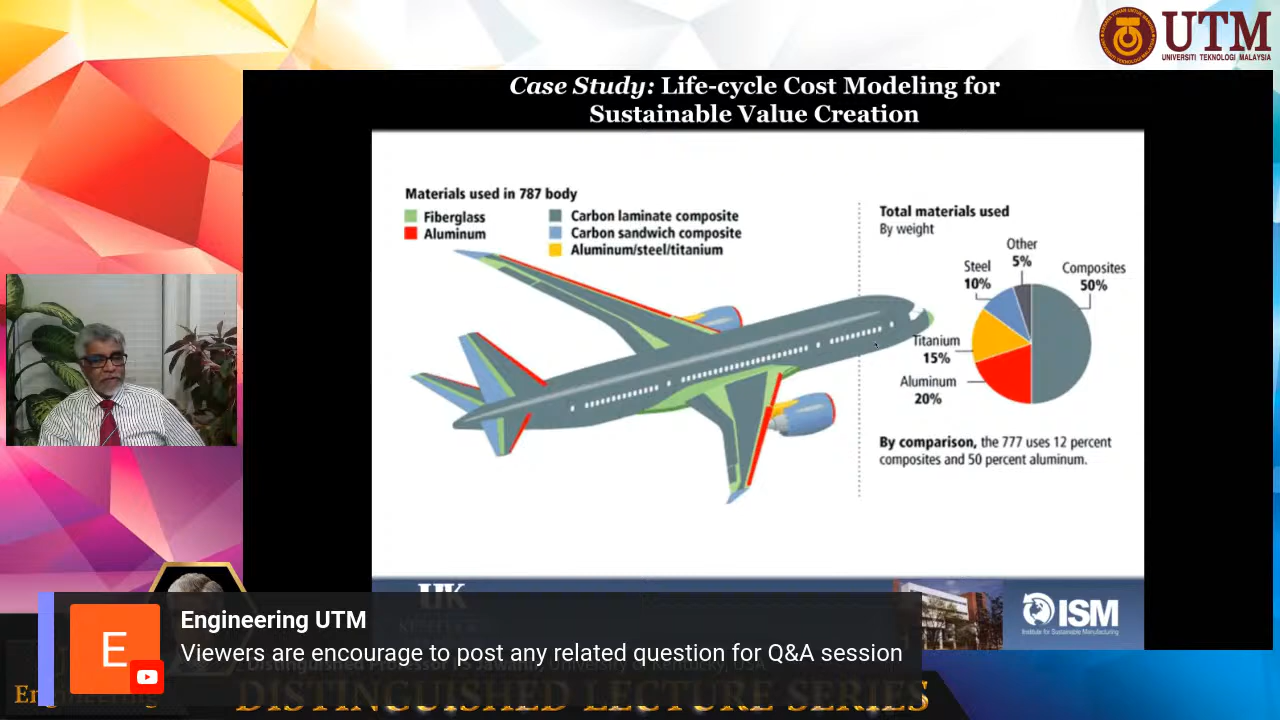 UTM
UNIVERSITI TEKNOLOGI MALAYSIA
Case Study: Life-cycle Cost Modeling for
Sustainable Value Creation
Materials used in 787 body
Fiberglass
Aluminum
Carbon laminate composite
Carbon sandwich composite
Aluminum/steel/titanium
Total materials used
By weight
Other
5%
Steel
10%
Composites
50%
Titanium
15%
Aluminum
20%
By comparison, the 777 uses 12 percent
composites and 50 percent aluminum.
UK
ISM
Institute for Sustainable Manufacturing
E
Engineering UTM
Viewers are encourage to post any related question for Q&A session
Engineering
DISTINGUISHED LECTURE SERIES